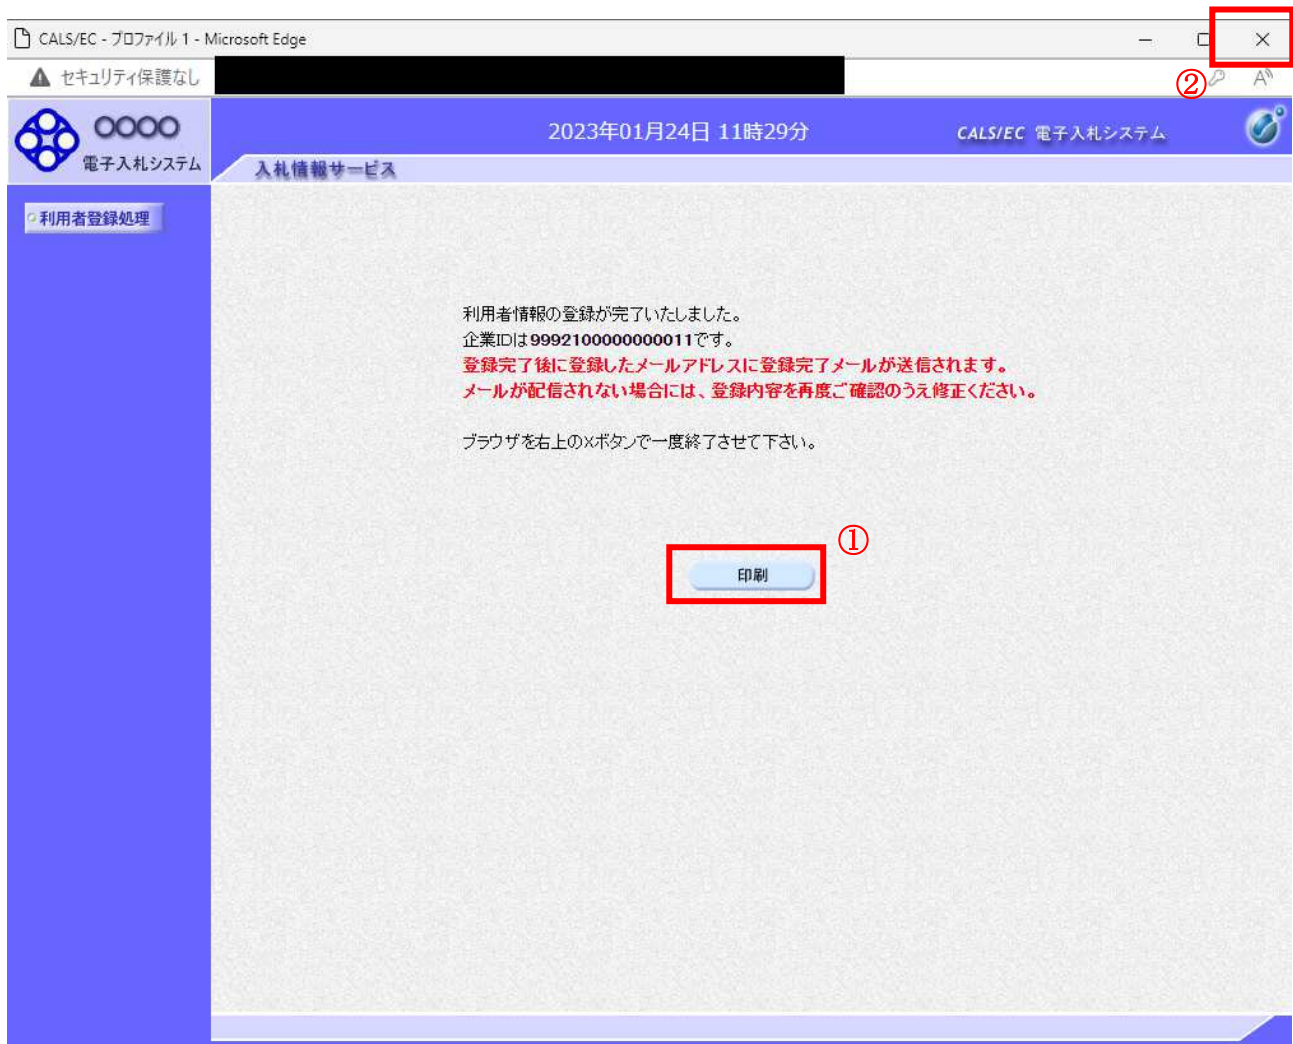 CALS/EC - プロファイル 1 - Microsoft Edge
セキュリティ保護なし
②
OOOO
電子入札システム
2023年01月24日 11時29分
CALS/EC 電子入札システム
入札情報サービス
利用者登録処理
利用者情報の登録が完了いたしました。
企業IDは9992100000000011です。
登録完了後に登録したメールアドレスに登録完了メールが送信されます。
メールが配信されない場合には、登録内容を再度ご確認のうえ修正ください。
ブラウザを右上の×ボタンで一度終了させて下さい。
①
印刷